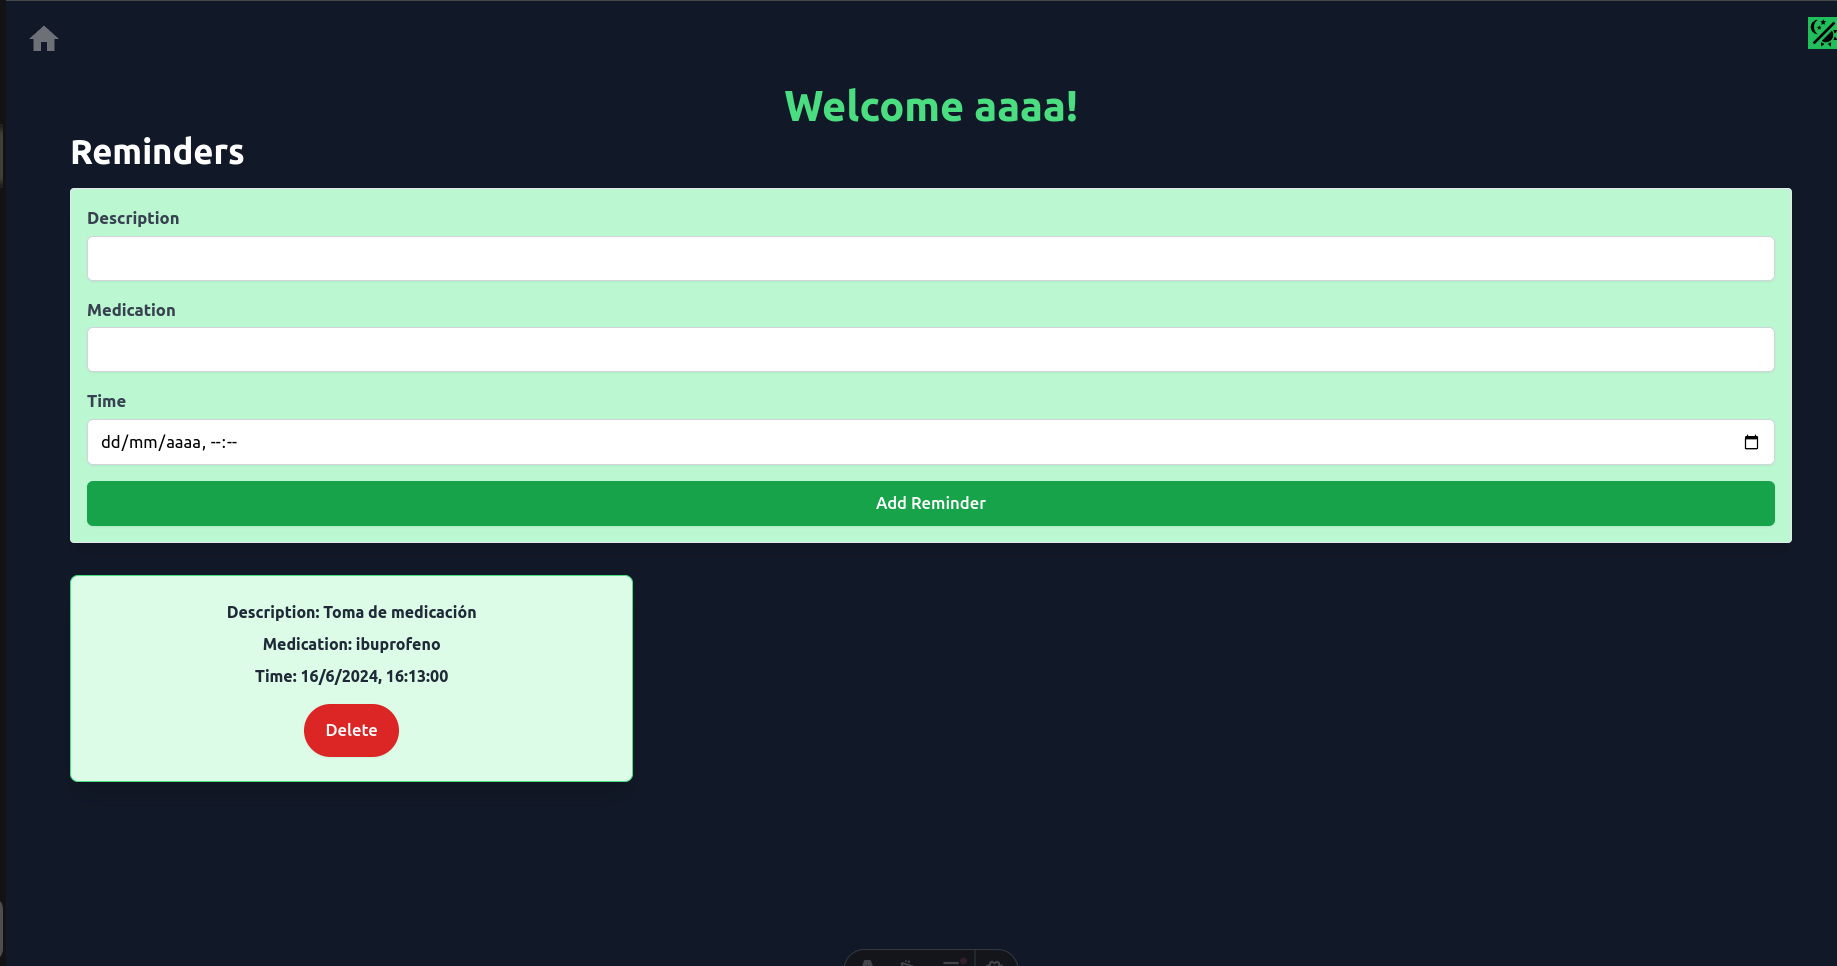 Welcome aaaa!
Reminders
Description
Medication
Time
dd/mm/aaaa, --:--
Add Reminder
Description: Toma de medicación
Medication: ibuprofeno
Time: 16/6/2024, 16:13:00
Delete